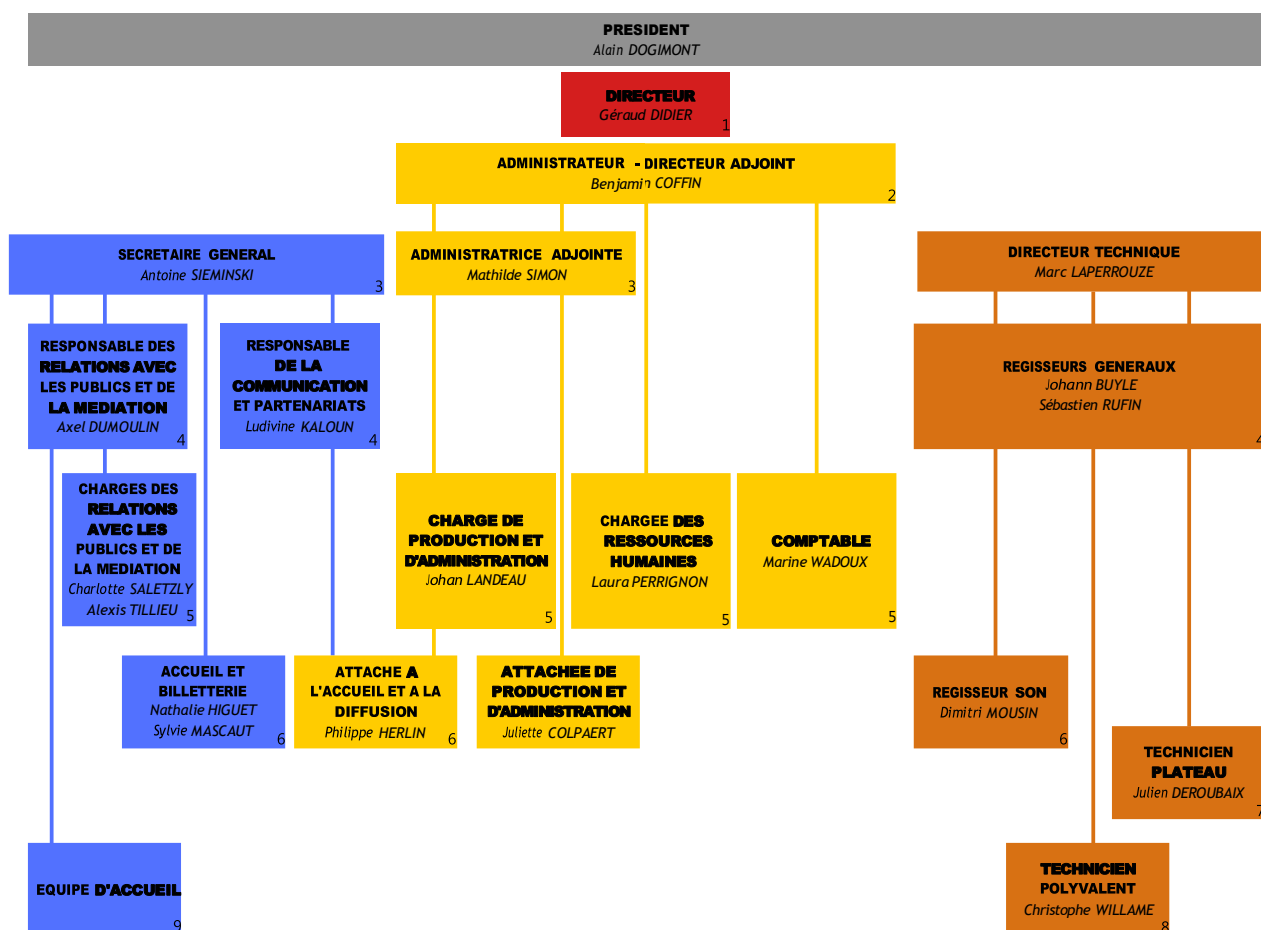 PRESIDENT
Alain DOGIMONT
DIRECTEUR
Géraud DIDIER
1
ADMINISTRATEUR - DIRECTEUR ADJOINT
Benjamin COFFIN
2
SECRETAIRE GENERAL
Antoine SIEMINSKI
3
ADMINISTRATRICE ADJOINTE
Mathilde SIMON
3
DIRECTEUR TECHNIQUE
Marc LAPERROUZE
RESPONSABLE DES
RELATIONS AVEC
LES PUBLICS ET DE
LA MEDIATION
Axel DUMOULIN
4
RESPONSABLE
DE LA
COMMUNICATION
ET PARTENARIATS
Ludivine KALOUN
4
REGISSEURS GENERAUX
Johann BUYLE
Sébastien RUFIN
4
CHARGES DES
RELATIONS
AVEC LES
PUBLICS ET DE
LA MEDIATION
Charlotte SALETZLY
Alexis TILLIEU
5
CHARGE DE
PRODUCTION ET
D'ADMINISTRATION
Johan LANDEAU
5
CHARGEE DES
RESSOURCES
HUMAINES
Laura PERRIGNON
5
COMPTABLE
Marine WADOUX
5
ACCUEIL ET
BILLETTERIE
Nathalie HIGUET
Sylvie MASCAUT
6
ATTACHE A
L'ACCUEIL ET A LA
DIFFUSION
Philippe HERLIN
6
ATTACHEE DE
PRODUCTION ET
D'ADMINISTRATION
Juliette COLPAERT
REGISSEUR SON
Dimitri MOUSIN
6
TECHNICIEN
PLATEAU
Julien DEROUBAIX
7
EQUIPE D'ACCUEIL
9
TECHNICIEN
POLYVALENT
Christophe WILLAME
8